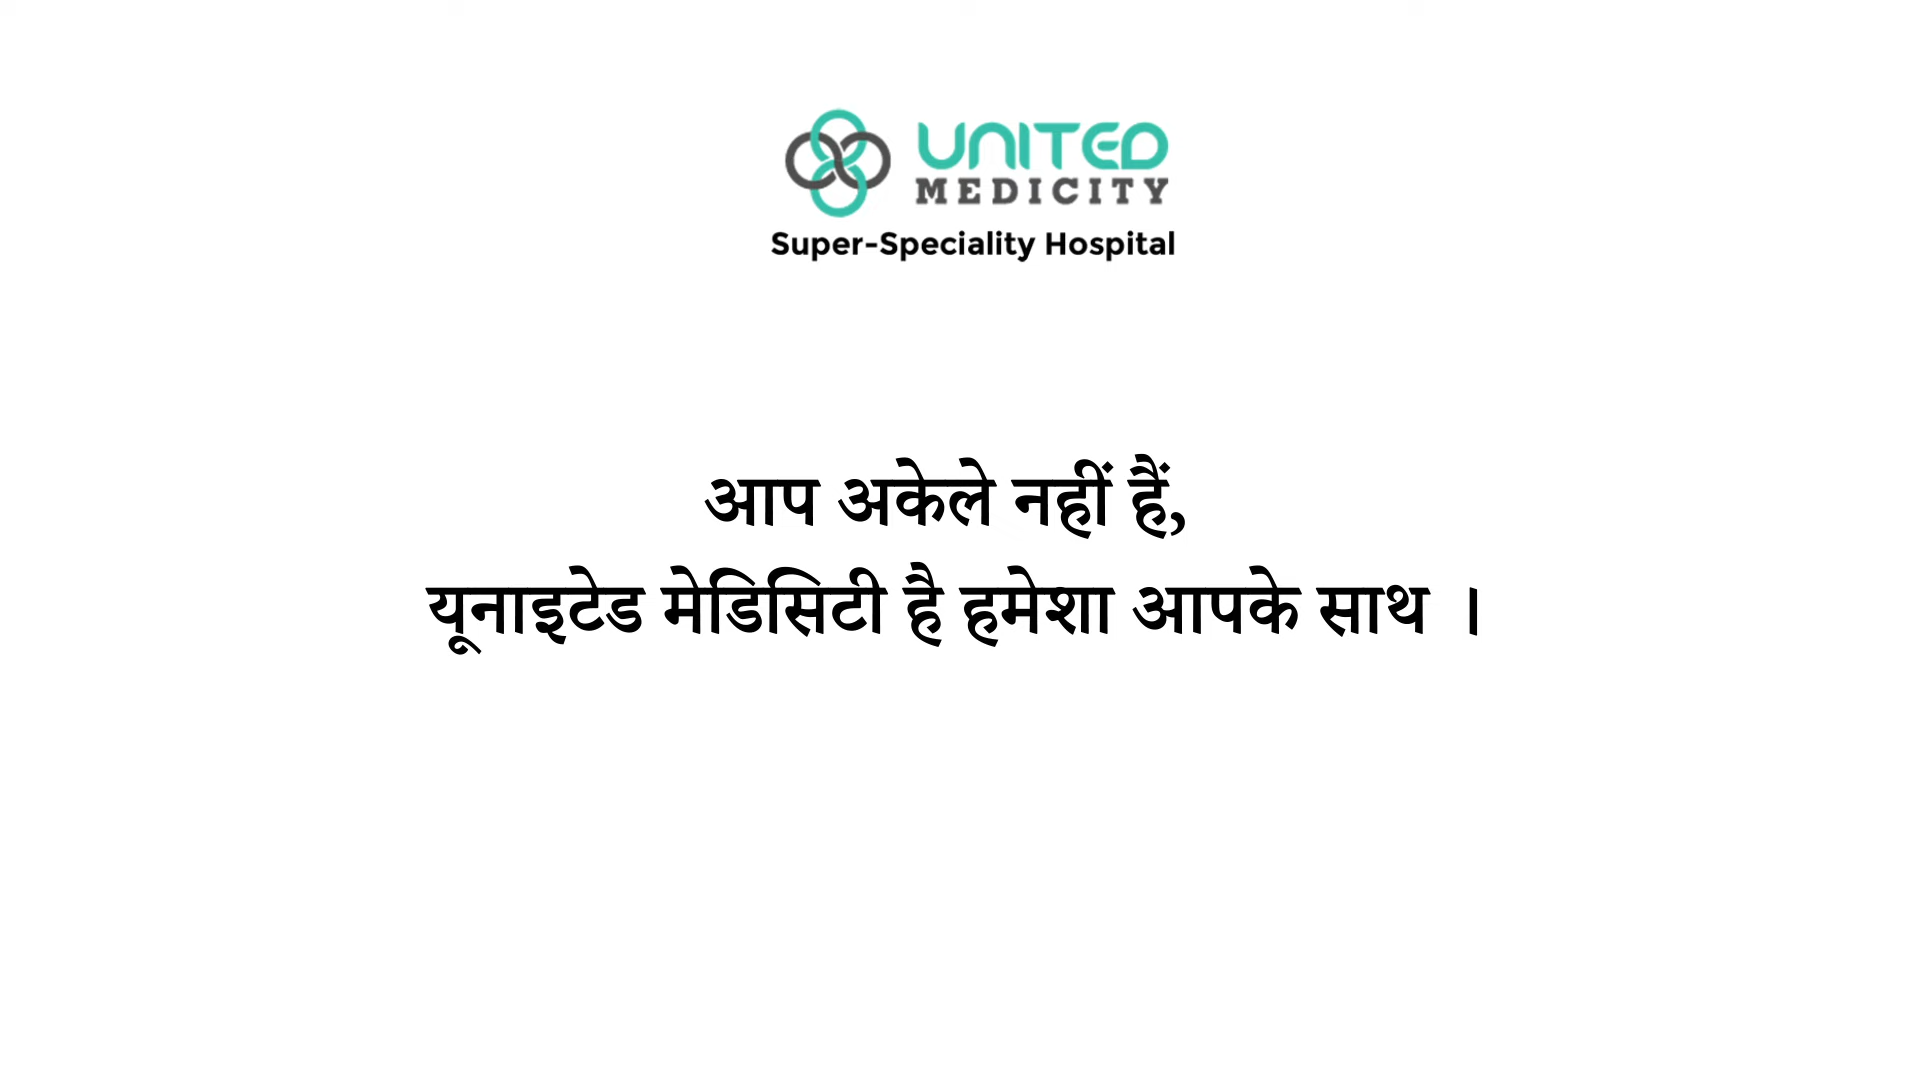 UNITED
MEDICITY
Super-Speciality Hospital
आप अकेले नहीं हैं,
यूनाइटेड मेडिसिटी है हमेशा आपके साथ ।